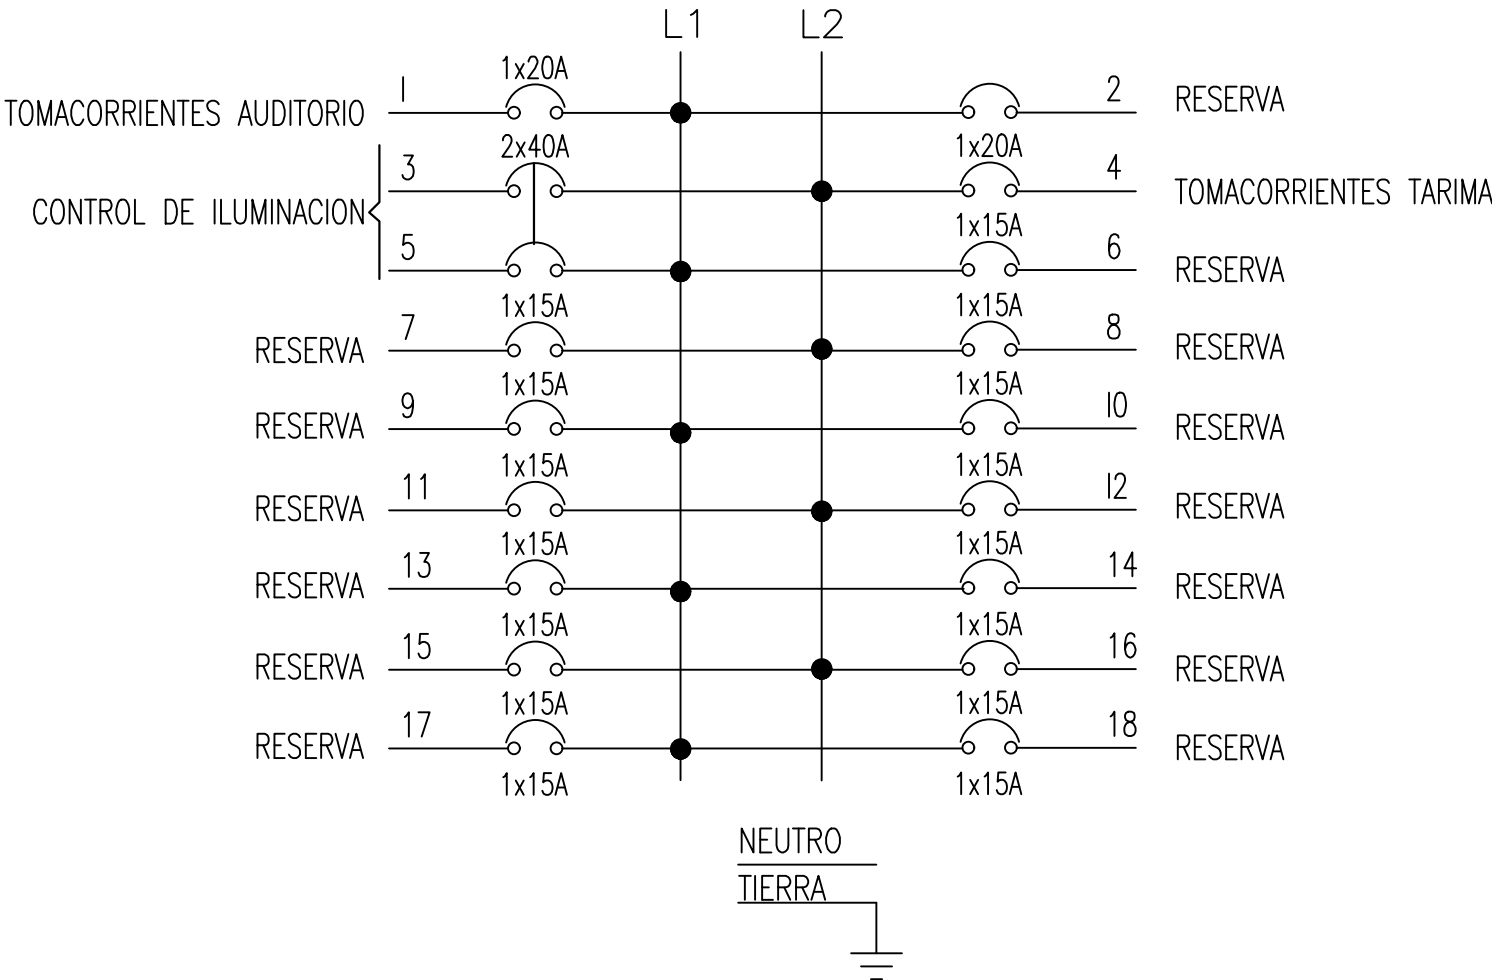 L1 L2
1x20A
TOMACORRIENTES AUDITORIO 1 2 RESERVA
2x40A 1x20A
3 4 TOMACORRIENTES TARIMA
CONTROL DE ILUMINACION
1x15A
5 6 RESERVA
1x15A 1x15A
RESERVA 7 8 RESERVA
1x15A 1x15A
RESERVA 9 10 RESERVA
1x15A 1x15A
RESERVA 11 12 RESERVA
1x15A 1x15A
RESERVA 13 14 RESERVA
1x15A 1x15A
RESERVA 15 16 RESERVA
1x15A 1x15A
RESERVA 17 18 RESERVA
1x15A 1x15A
NEUTRO
TIERRA